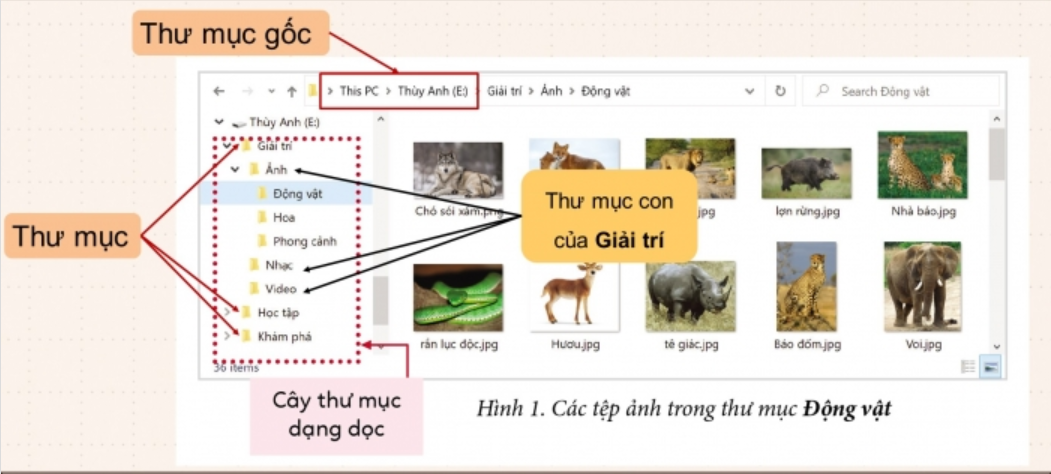 Thư mục gốc
This PC > Thùy Anh (E:) > Giải trí > Ảnh > Động vật
Search Động vật
Thùy Anh (E:)
Giải trí
Ảnh
Động vật
Hoa
Phong cảnh
Nhạc
Video
Học tập
Khám phá
36 items
Thư mục
Thư mục con
của Giải trí
Chó sói xám.png
.jpg
lợn rừng.jpg
Nhà báo.jpg
rắn lục độc.jpg
Hươu.jpg
tê giác.jpg
Báo đốm.jpg
Voi.jpg
Cây thư mục
dạng dọc
Hình 1. Các tệp ảnh trong thư mục Động vật